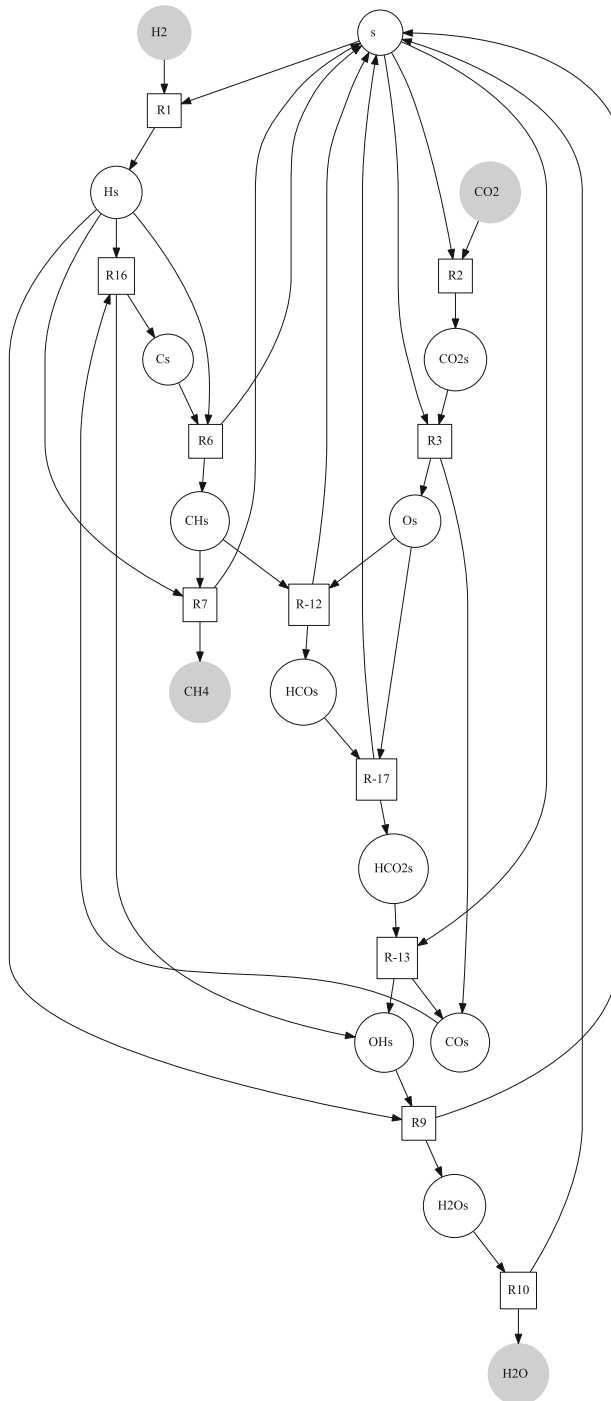 H2
s
R1
Hs
CO2
R16
R2
Cs
CO2s
R6
R3
CHs
Os
R7
R-12
CH4
HCOs
R-17
HCO2s
R-13
OHs
COs
R9
H2Os
R10
H2O